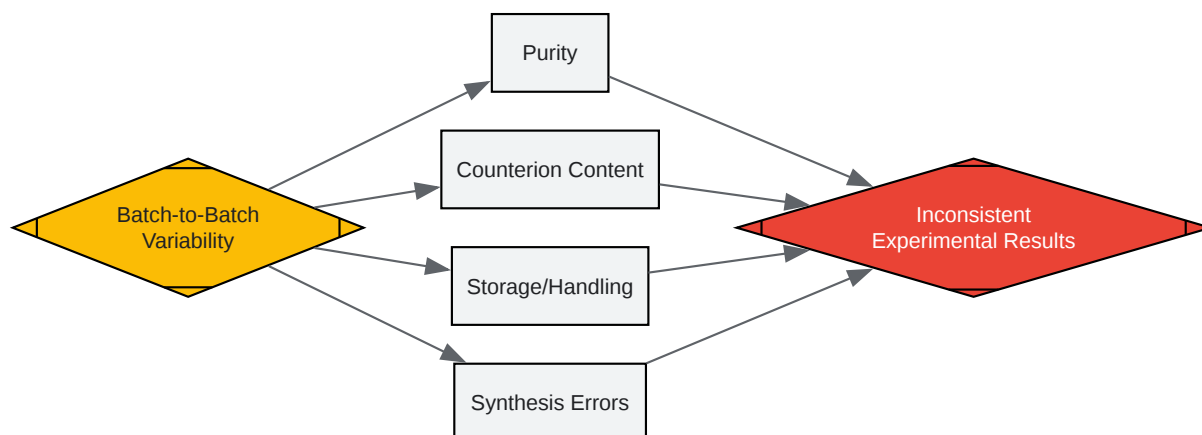 Purity
Counterion Content
Batch-to-Batch
Variability
Inconsistent
Experimental Results
Storage/Handling
Synthesis Errors